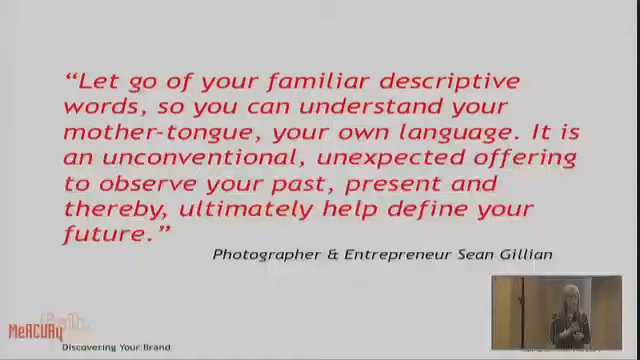 “Let go of your familiar descriptive
words, so you can understand your
mother-tongue, your own language. It is
an unconventional, unexpected offering
to observe your past, present and
thereby, ultimately help define your
future.”
Photographer & Entrepreneur Sean Gillian
MeRCURy
Discovering Your Brand